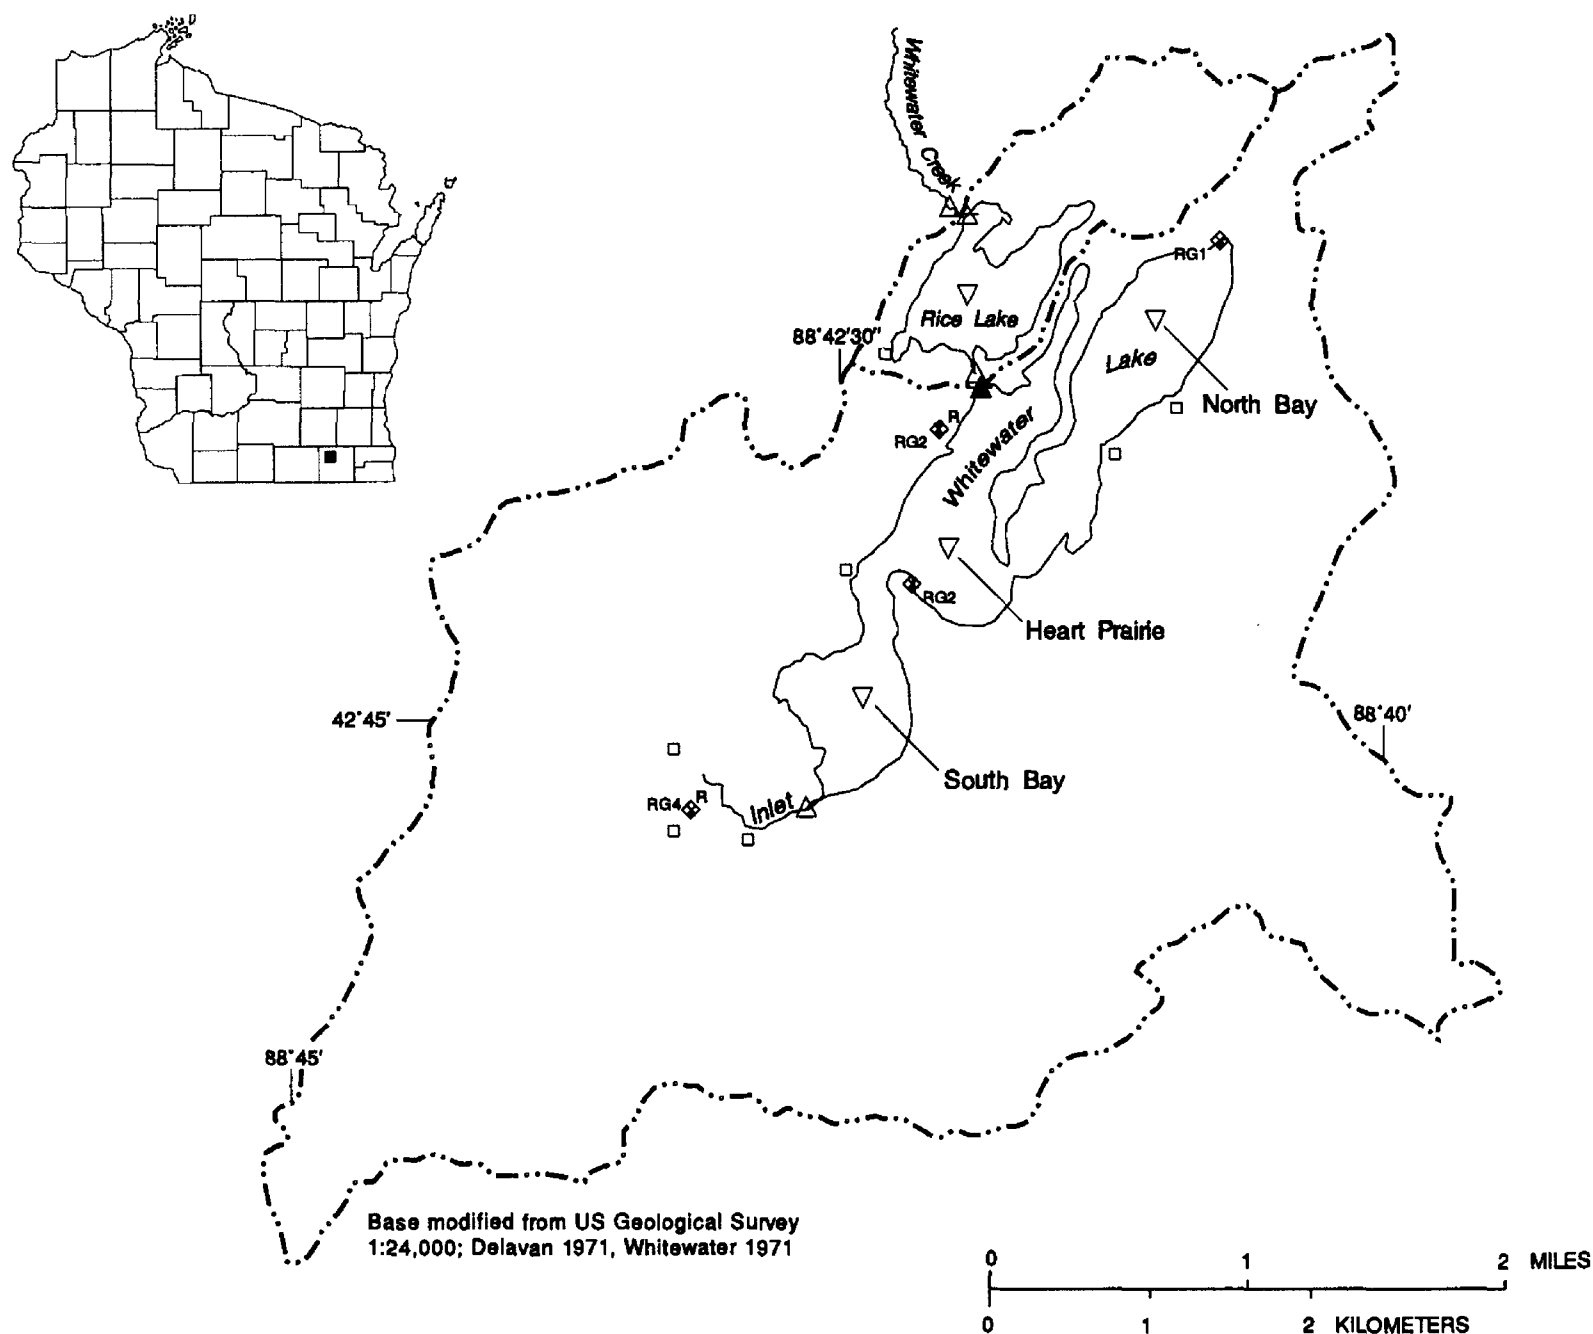 Whitewater Creek
RG1
Rice Lake
88°42'30"
Lake
North Bay
R
RG2
Whitewater
RG2
Heart Prairie
42°45'
88°40'
South Bay
RG4 R
Inlet
88°45'
Base modified from US Geological Survey
1:24,000; Delavan 1971, Whitewater 1971
0 1 2 MILES
0 1 2 KILOMETERS